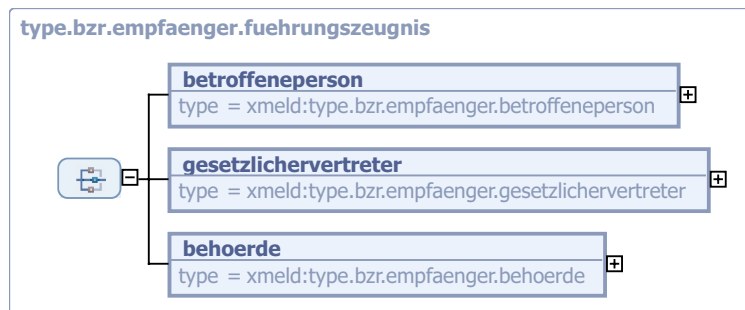 type.bzr.empfaenger.fuehrungszeugnis
betroffeneperson
type = xmeld:type.bzr.empfaenger.betroffeneperson
gesetzlichervertreter
type = xmeld:type.bzr.empfaenger.gesetzlichervertreter
behoerde
type = xmeld:type.bzr.empfaenger.behoerde